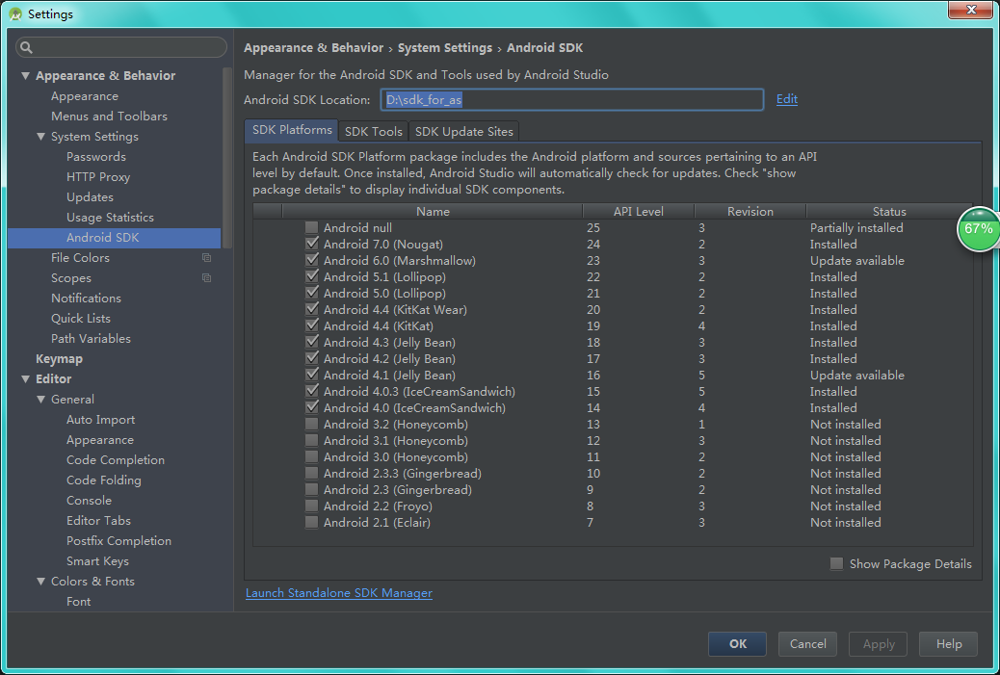 Settings
Appearance & Behavior › System Settings › Android SDK
Manager for the Android SDK and Tools used by Android Studio
Android SDK Location: D:\sdk_for_as Edit
Appearance & Behavior
Appearance
Menus and Toolbars
System Settings
Passwords
HTTP Proxy
Updates
Usage Statistics
Android SDK
File Colors
Scopes
Notifications
Quick Lists
Path Variables
Keymap
Editor
General
Auto Import
Appearance
Code Completion
Code Folding
Console
Editor Tabs
Postfix Completion
Smart Keys
Colors & Fonts
Font
SDK Platforms SDK Tools SDK Update Sites
Each Android SDK Platform package includes the Android platform and sources pertaining to an API
level by default. Once installed, Android Studio will automatically check for updates. Check "show
package details" to display individual SDK components.
Name API Level Revision Status
Android null 25 3 Partially installed
Android 7.0 (Nougat) 24 2 Installed
Android 6.0 (Marshmallow) 23 3 Update available
Android 5.1 (Lollipop) 22 2 Installed
Android 5.0 (Lollipop) 21 2 Installed
Android 4.4 (KitKat Wear) 20 2 Installed
Android 4.4 (KitKat) 19 4 Installed
Android 4.3 (Jelly Bean) 18 3 Installed
Android 4.2 (Jelly Bean) 17 3 Installed
Android 4.1 (Jelly Bean) 16 5 Update available
Android 4.0.3 (IceCreamSandwich) 15 5 Installed
Android 4.0 (IceCreamSandwich) 14 4 Installed
Android 3.2 (Honeycomb) 13 1 Not installed
Android 3.1 (Honeycomb) 12 3 Not installed
Android 3.0 (Honeycomb) 11 2 Not installed
Android 2.3.3 (Gingerbread) 10 2 Not installed
Android 2.3 (Gingerbread) 9 2 Not installed
Android 2.2 (Froyo) 8 3 Not installed
Android 2.1 (Eclair) 7 3 Not installed
67%
Show Package Details
Launch Standalone SDK Manager
OK Cancel Apply Help